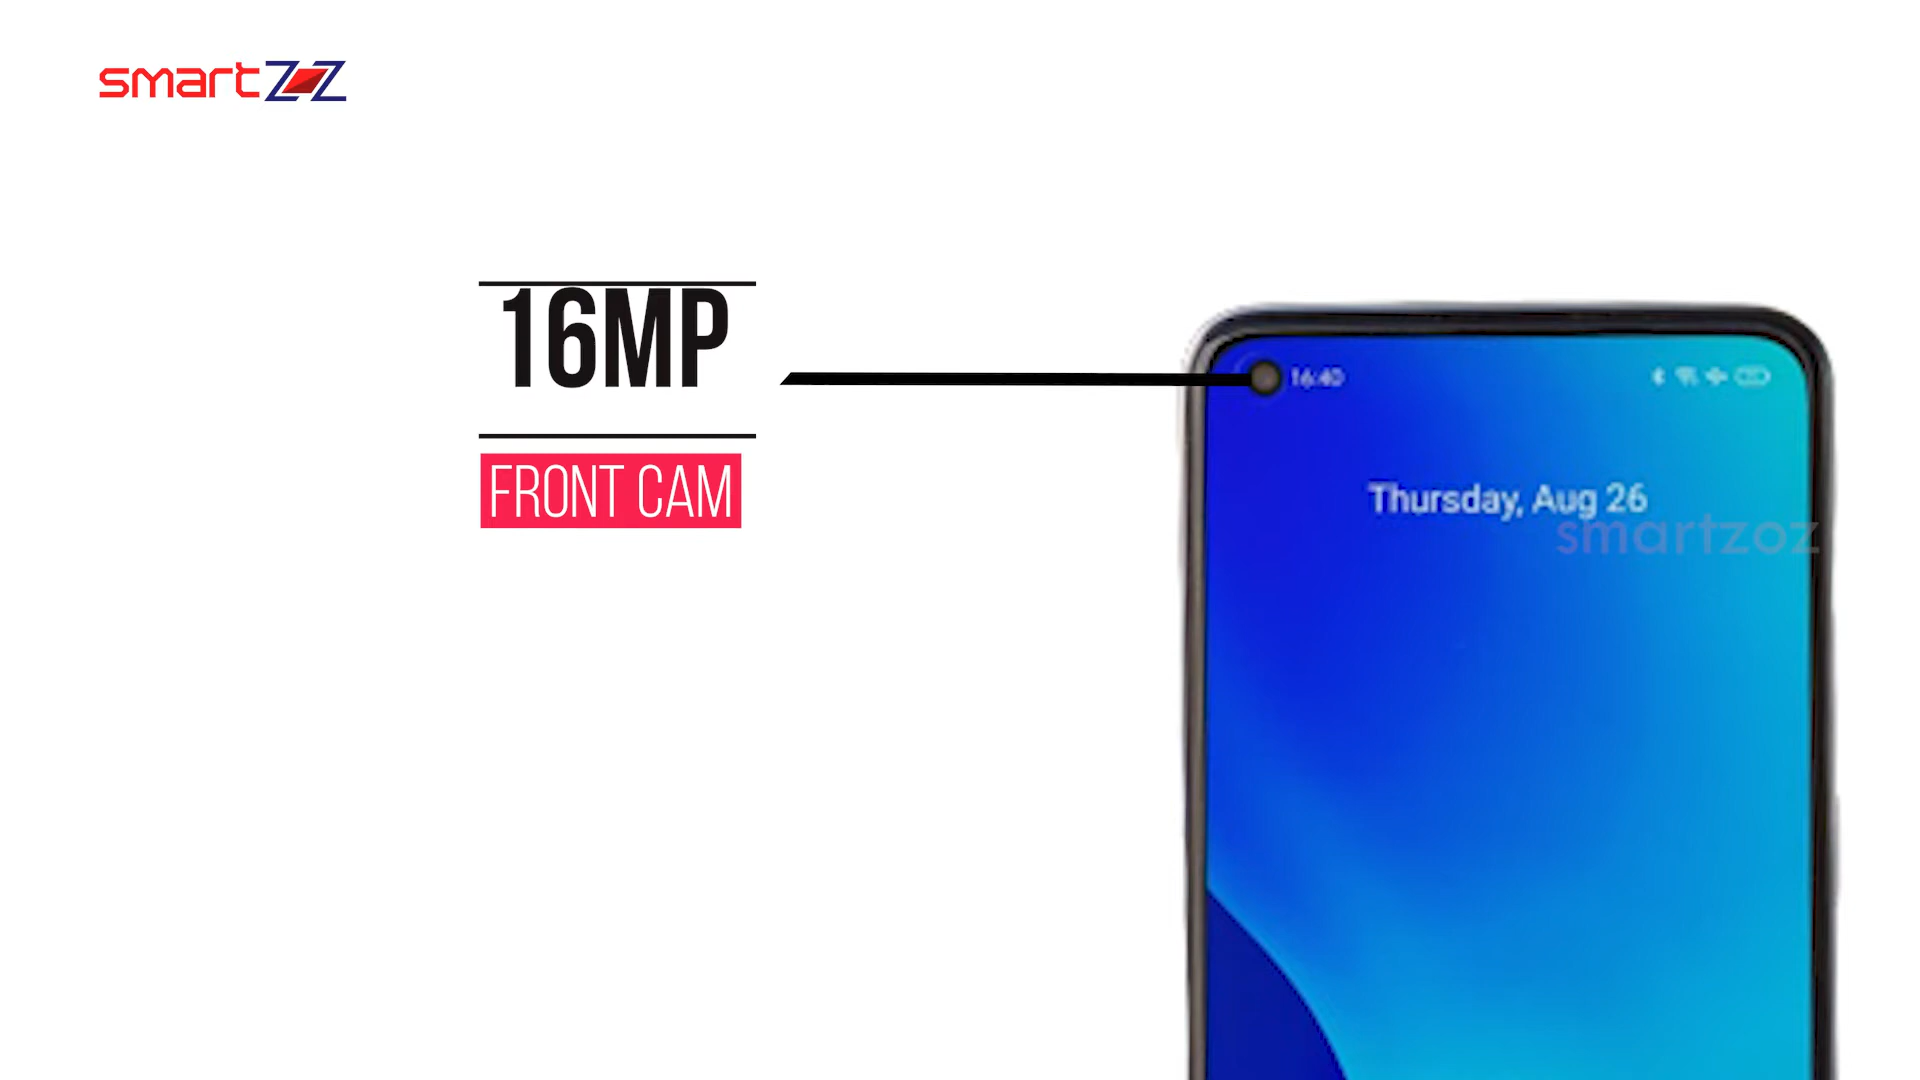 smartZZ
16MP
FRONT CAM
16:40
Thursday, Aug 26
smartzoz